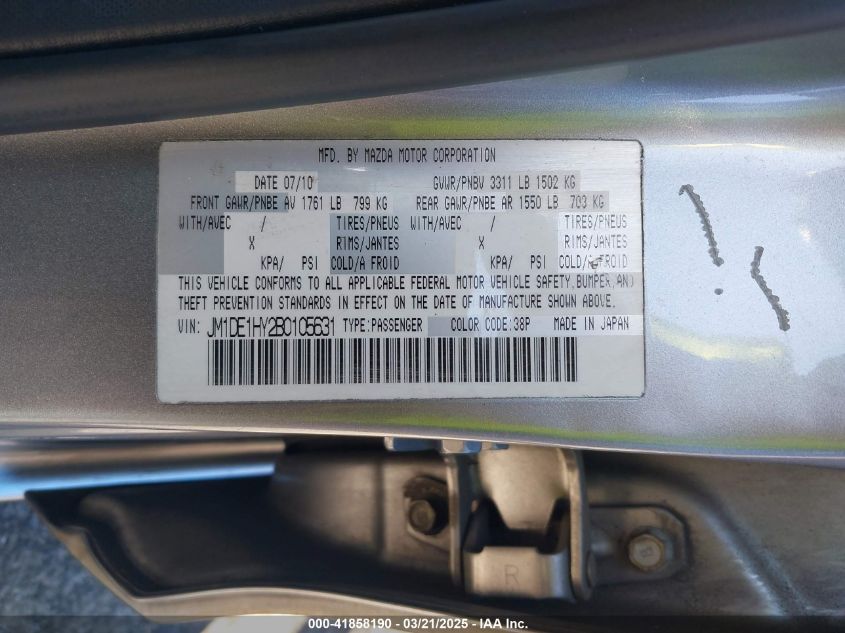 MFD. BY MAZDA MOTOR CORPORATION
DATE 07/10 GVWR/PNBV 3311 LB 1502 KG
FRONT GAWR/PNBE AV 1761 LB 799 KG REAR GAWR/PNBE AR 1550 LB 703 KG
WITH/AVEC / TIRES/PNEUS WITH/AVEC / TIRES/PNEUS
X RIMS/JANTES X RIMS/JANTES
KPA/ PSI COLD/A FROID KPA/ PSI COLD/A FROID
THIS VEHICLE CONFORMS TO ALL APPLICABLE FEDERAL MOTOR VEHICLE SAFETY,BUMPER,AND
THEFT PREVENTION STANDARDS IN EFFECT ON THE DATE OF MANUFACTURE SHOWN ABOVE.
VIN: JM1DE1HY2B0105631 TYPE:PASSENGER COLOR CODE:38P MADE IN JAPAN
R
000-41858190 - 03/21/2025 - IAA Inc.